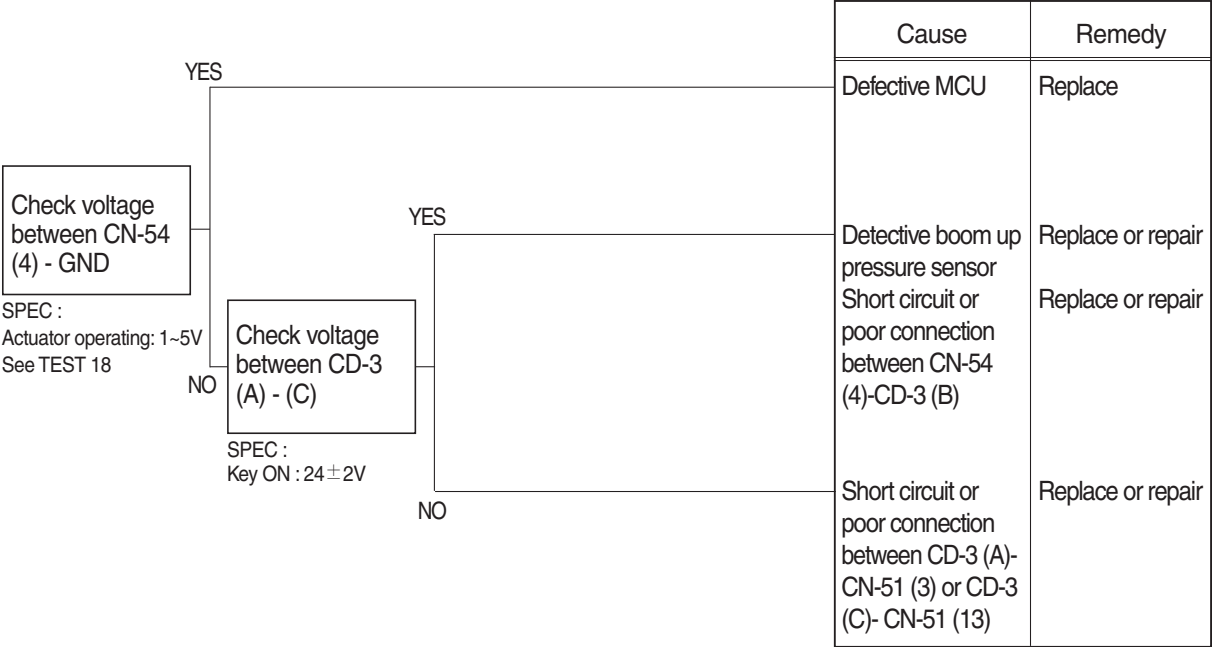 Cause
Remedy
YES
Defective MCU
Replace
Check voltage
between CN-54
(4) - GND
SPEC :
Actuator operating: 1~5V
See TEST 18
NO
Check voltage
between CD-3
(A) - (C)
SPEC :
Key ON : 24±2V
YES
Detective boom up
pressure sensor
Replace or repair
Short circuit or
poor connection
between CN-54
(4)-CD-3 (B)
Replace or repair
NO
Short circuit or
poor connection
between CD-3 (A)-
CN-51 (3) or CD-3
(C)- CN-51 (13)
Replace or repair